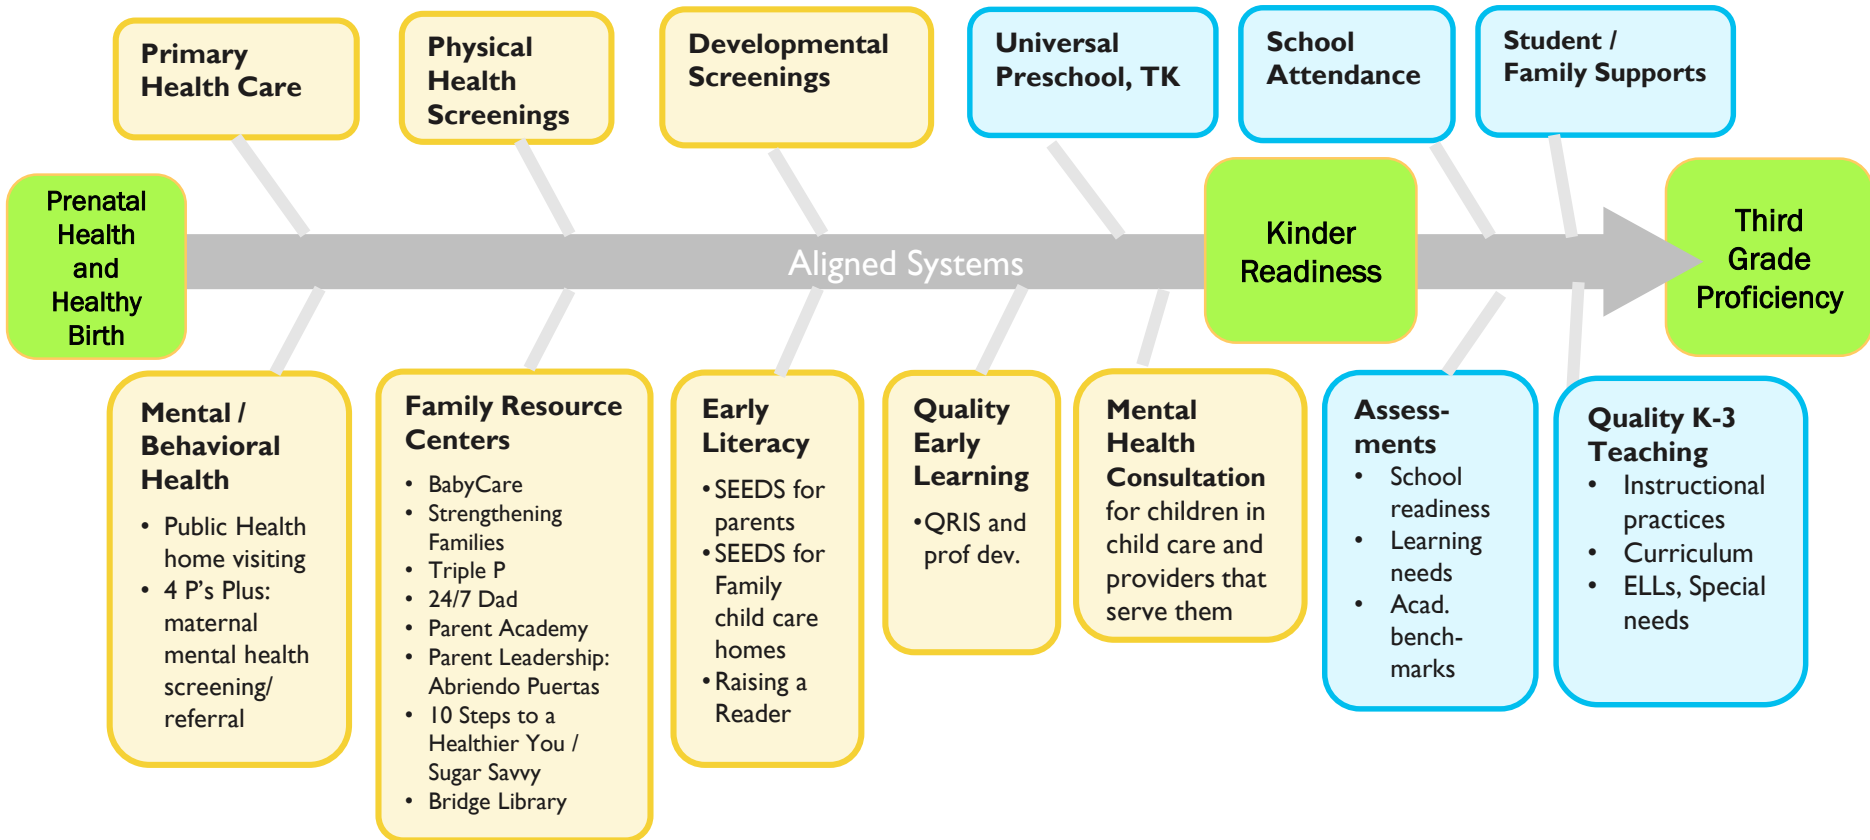 Primary
Health Care
Physical
Health
Screenings
Developmental
Screenings
Universal
Preschool, TK
School
Attendance
Student /
Family Supports
Prenatal
Health
and
Healthy
Birth
Aligned Systems
Kinder
Readiness
Third
Grade
Proficiency
Mental /
Behavioral
Health
• Public Health
home visiting
• 4 P's Plus:
maternal
mental health
screening/
referral
Family Resource
Centers
• BabyCare
• Strengthening
Families
• Triple P
• 24/7 Dad
• Parent Academy
• Parent Leadership:
Abriendo Puertas
• 10 Steps to a
Healthier You /
Sugar Savvy
• Bridge Library
Early
Literacy
• SEEDS for
parents
• SEEDS for
Family
child care
homes
• Raising a
Reader
Quality
Early
Learning
• QRIS and
prof dev.
Mental
Health
Consultation
for children in
child care and
providers that
serve them
Assess-
ments
• School
readiness
• Learning
needs
• Acad.
bench-
marks
Quality K-3
Teaching
• Instructional
practices
• Curriculum
• ELLs, Special
needs